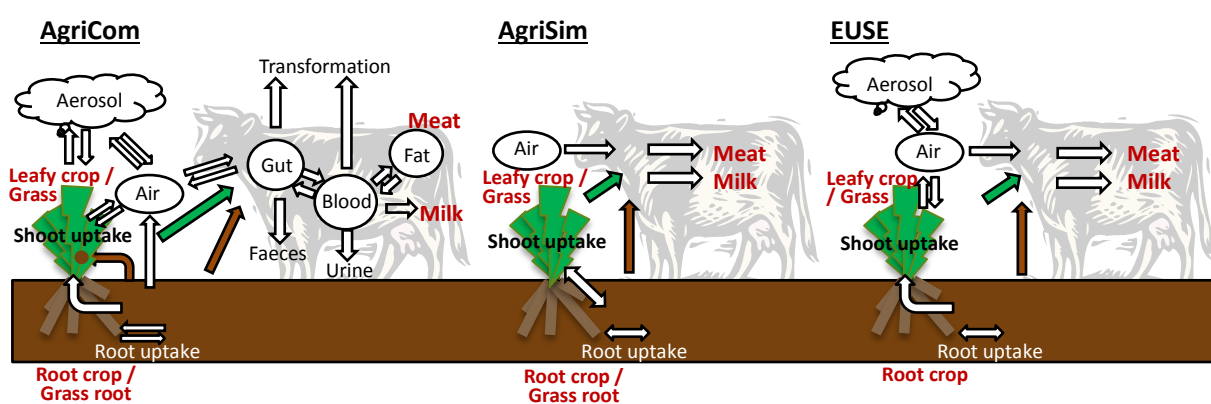 AgriCom
Aerosol
Leafy crop /
Grass
Air
Shoot uptake
Transformation
Gut
Blood
Fat
Meat
Milk
Faeces
Urine
Root uptake
Root crop /
Grass root
AgriSim
Air
Leafy crop /
Grass
Shoot uptake
Meat
Milk
Root uptake
Root crop /
Grass root
EUSE
Aerosol
Air
Leafy crop
/ Grass
Shoot uptake
Meat
Milk
Root uptake
Root crop